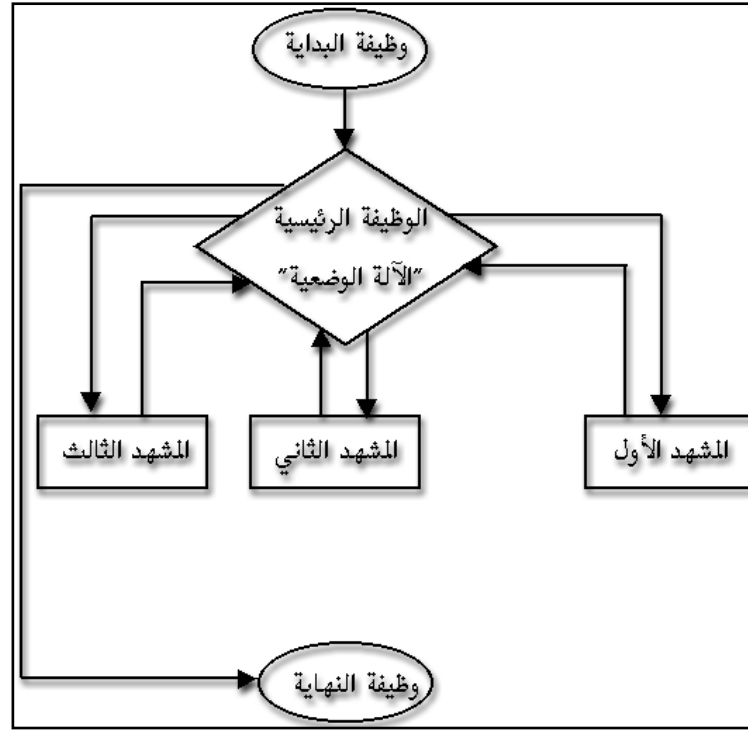 وظيفة البداية
الوظيفة الرئيسية
"الآلة الوضعية"
المشهد الأول
المشهد الثاني
المشهد الثالث
وظيفة النهاية